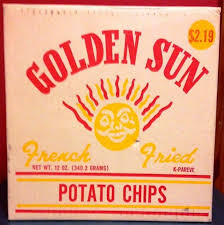 $2.19
GOLDEN SUN
French Fried
NET WT. 12 OZ. (340.2 GRAMS) K-PAREVE
POTATO CHIPS